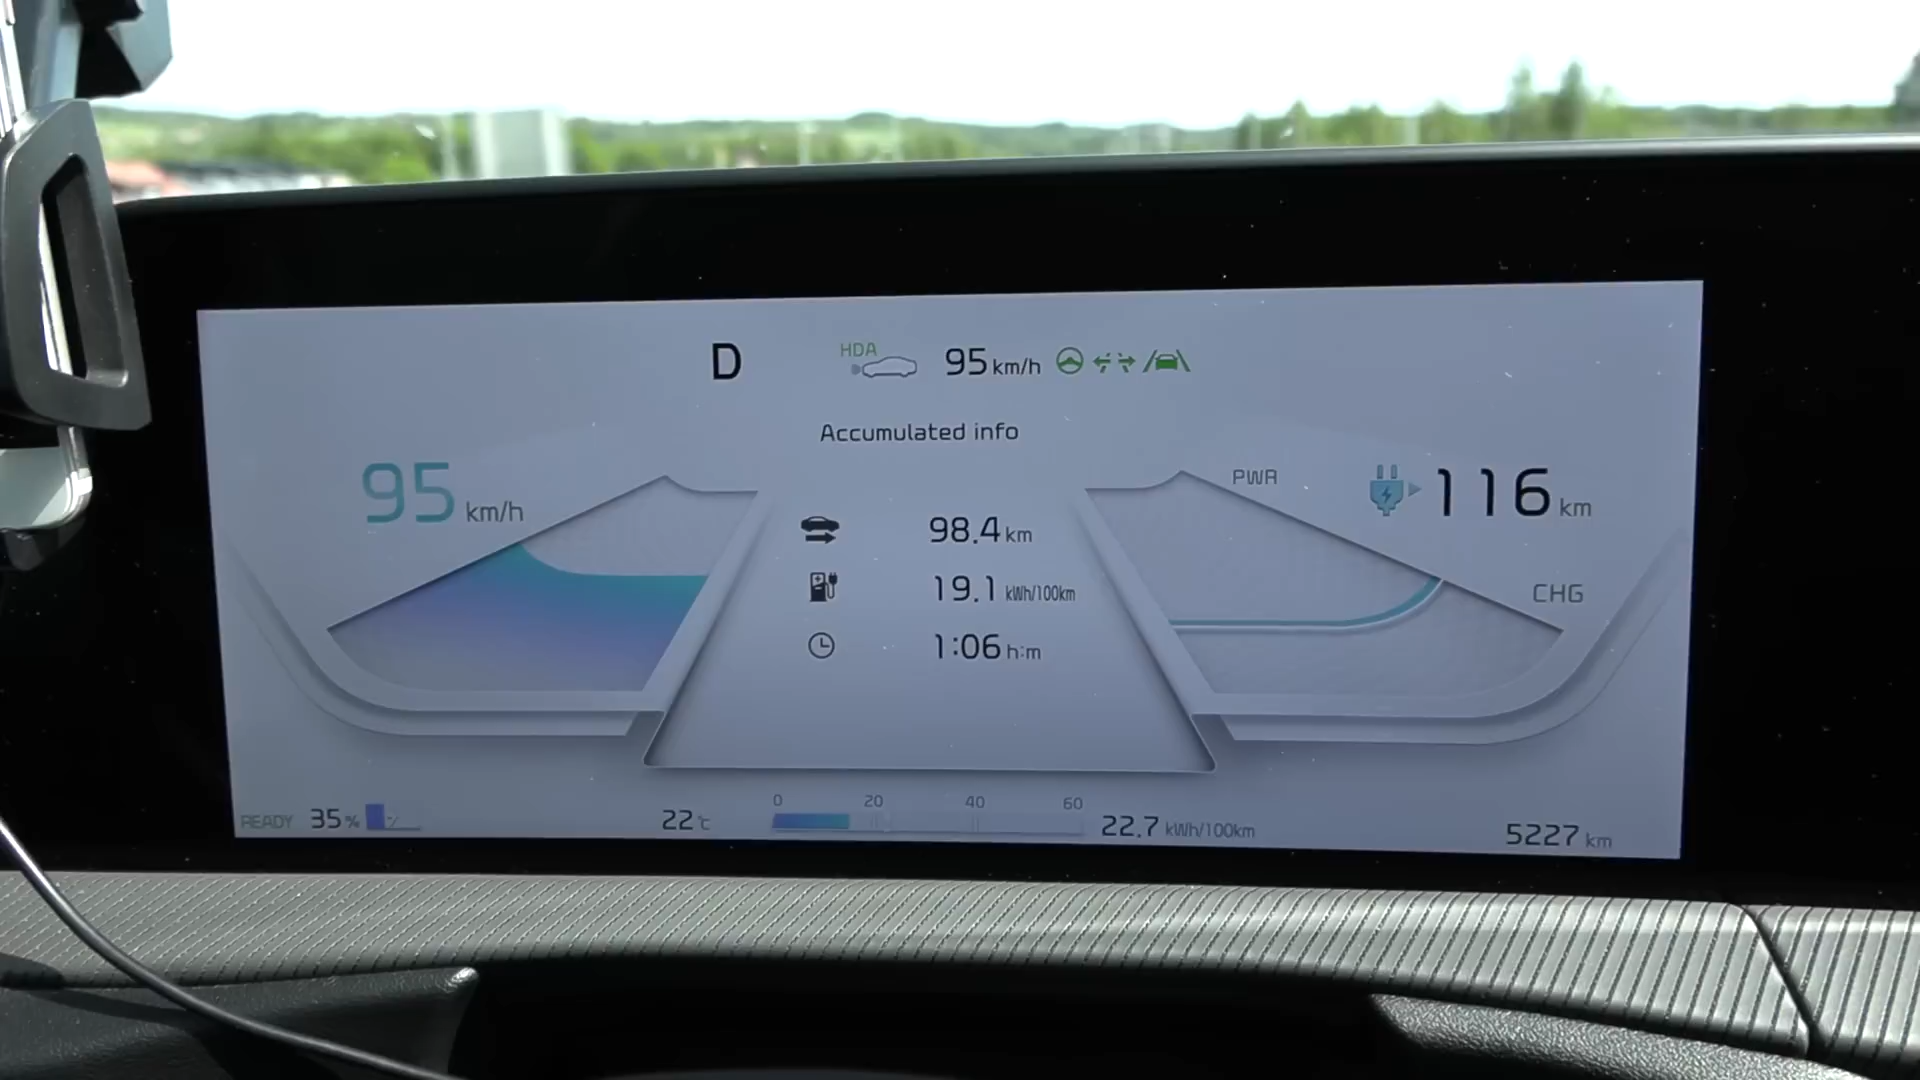 D HDA 95 km/h
Accumulated info
95 km/h
PWR
116 km
98.4 km
19.1 kWh/100km
CHG
1:06 h:m
0 20 40 60
READY 35% 22°C 22.7 kWh/100km 5227 km